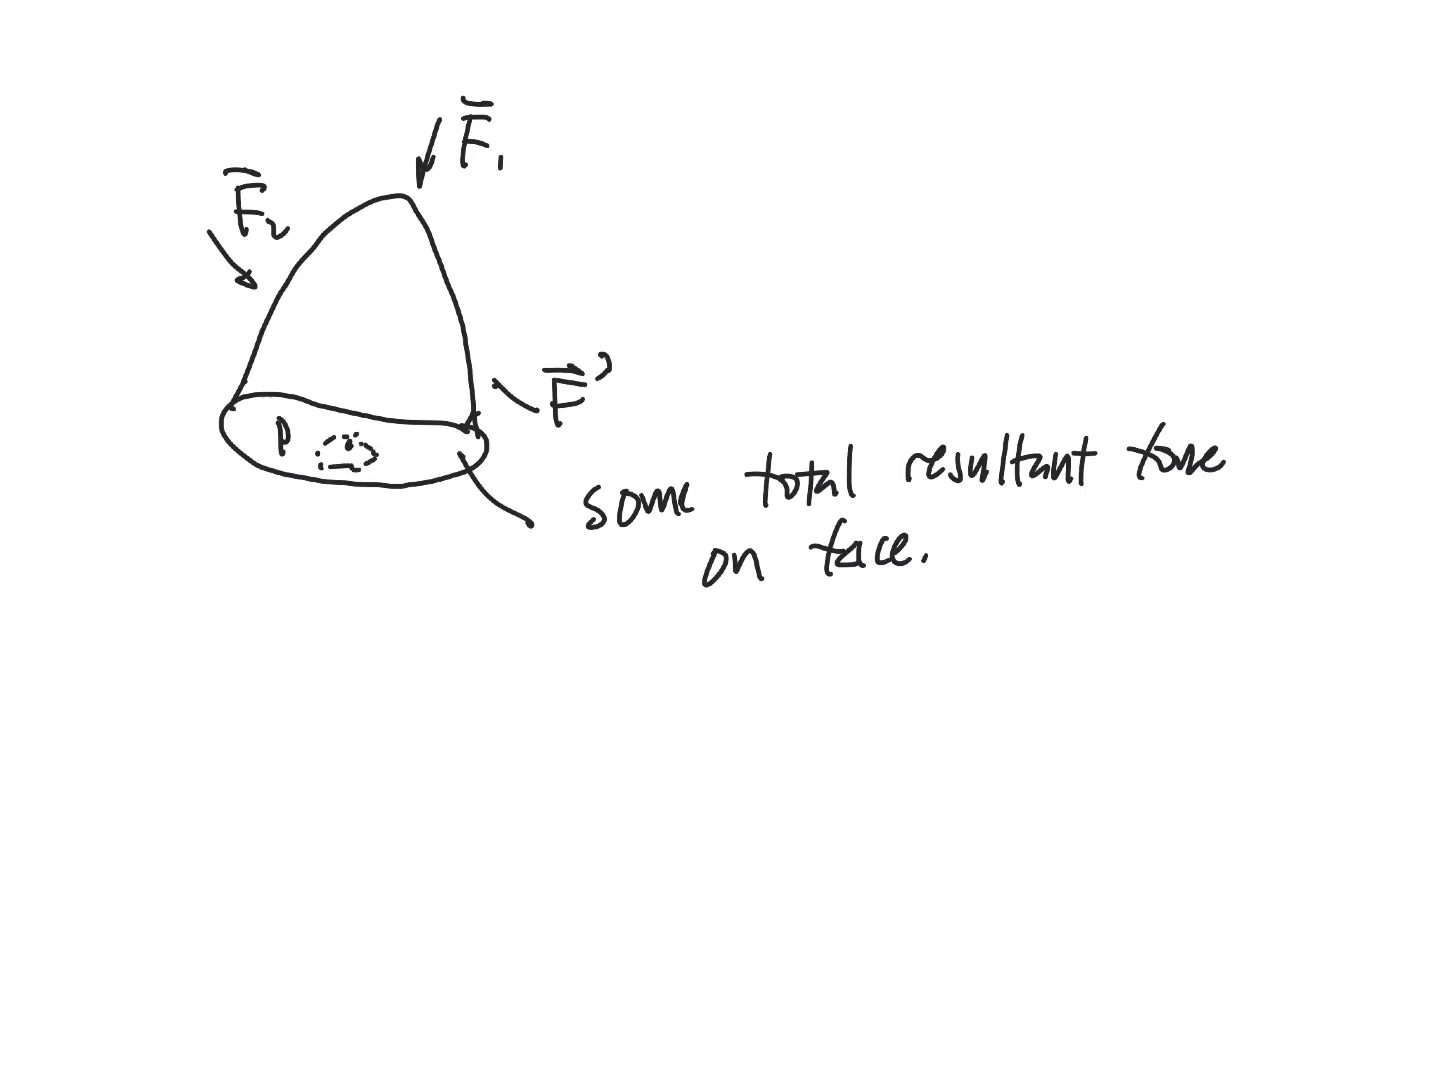 F₁
F₂
F'
P
some total resultant force
on face.